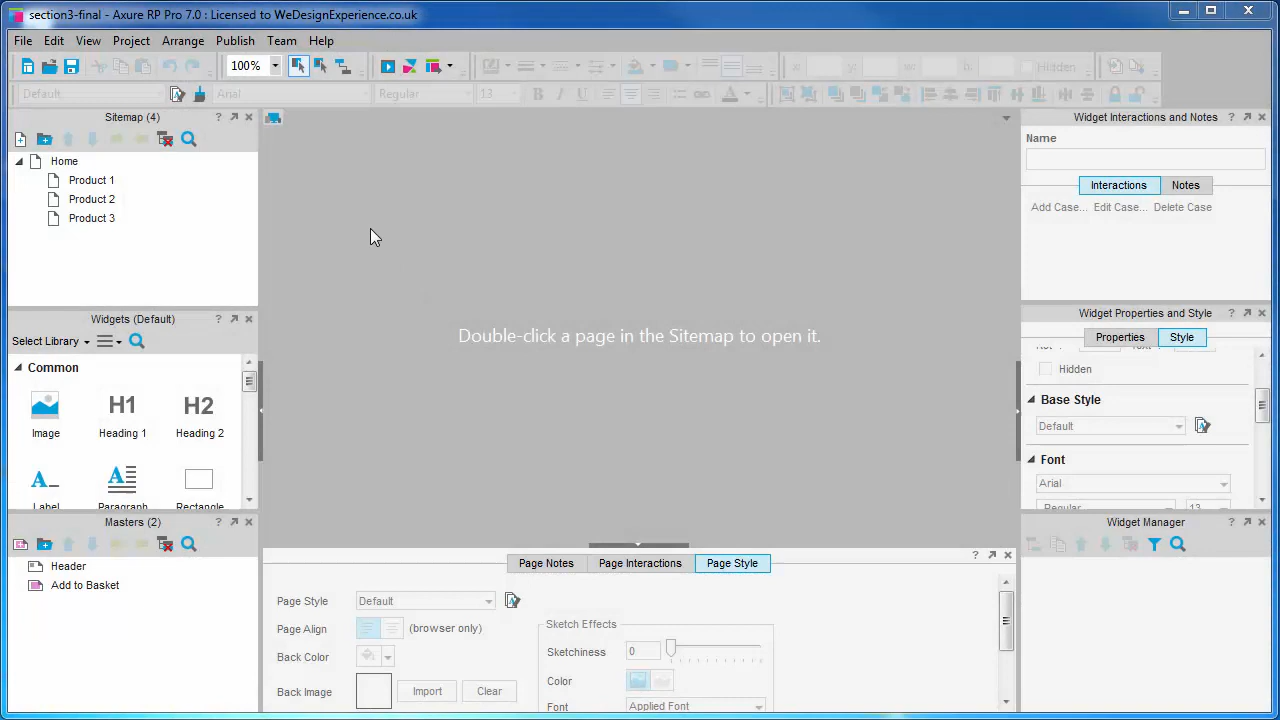 section3-final - Axure RP Pro 7.0 : Licensed to WeDesignExperience.co.uk
File Edit View Project Arrange Publish Team Help
100% x: y: w: h: Hidden
Default Arial Regular 13 B I U A
Sitemap (4) ?
Home
Product 1
Product 2
Product 3
Widgets (Default) ?
Select Library
Common
H1 H2
Image Heading 1 Heading 2
A A
Label Paragraph Rectangle
Masters (2) ?
Header
Add to Basket
Double-click a page in the Sitemap to open it.
?
Page Notes Page Interactions Page Style
Page Style Default
Page Align (browser only)
Back Color
Back Image Import Clear
Sketch Effects
Sketchiness 0
Color
Font Applied Font
Widget Interactions and Notes ?
Name
Interactions Notes
Add Case... Edit Case... Delete Case
Widget Properties and Style ?
Properties Style
Hidden
Base Style
Default
Font
Arial
Regular 13
Widget Manager ?